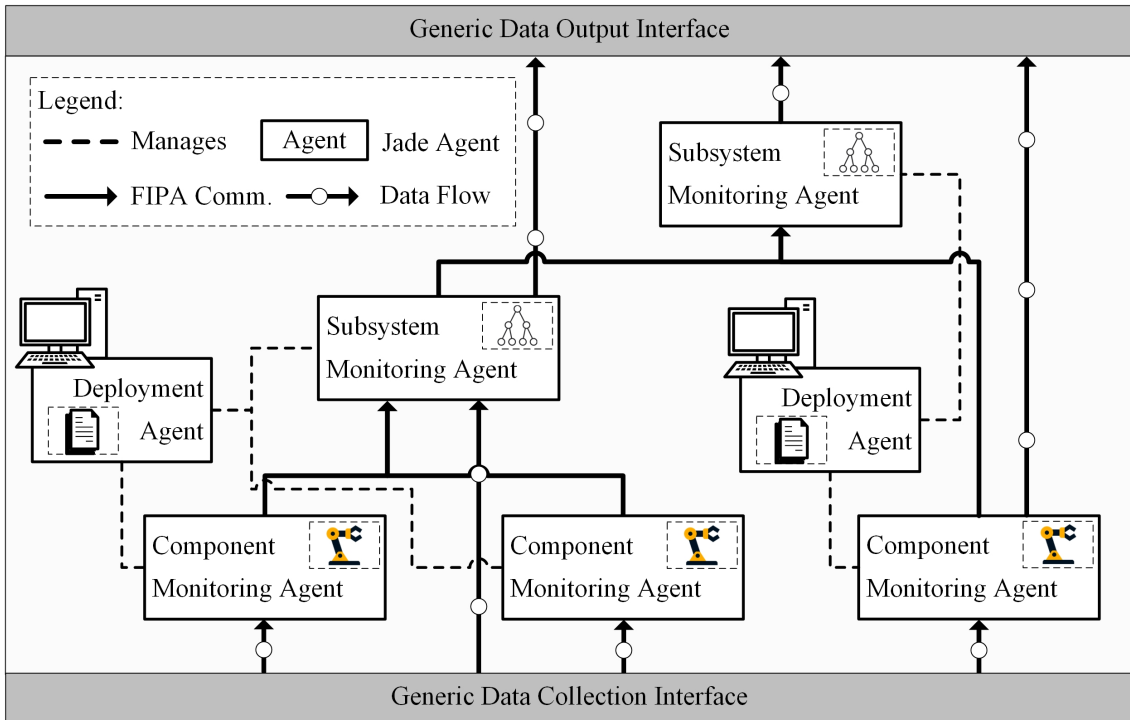 Generic Data Output Interface
Legend:
Manages
Agent
Jade Agent
FIPA Comm.
Data Flow
Subsystem
Monitoring Agent
Subsystem
Monitoring Agent
Deployment
Agent
Deployment
Agent
Component
Monitoring Agent
Component
Monitoring Agent
Component
Monitoring Agent
Generic Data Collection Interface